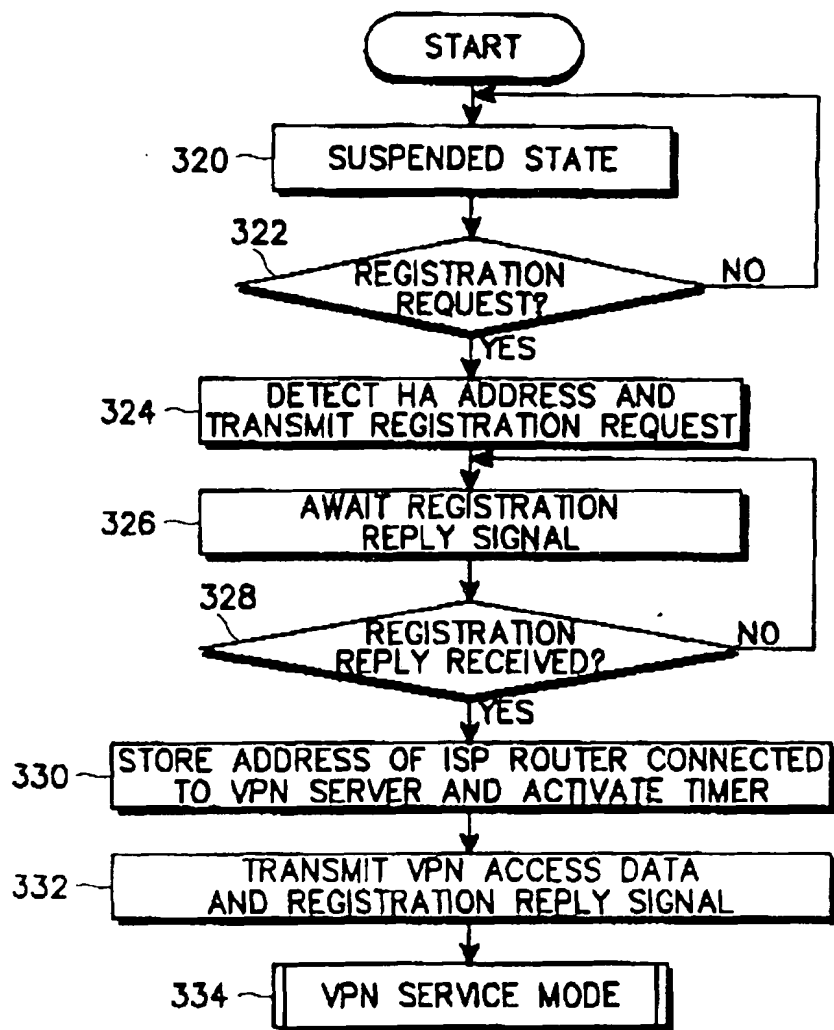 START
320
SUSPENDED STATE
322
REGISTRATION
REQUEST?
NO
YES
324
DETECT HA ADDRESS AND
TRANSMIT REGISTRATION REQUEST
326
AWAIT REGISTRATION
REPLY SIGNAL
328
REGISTRATION
REPLY RECEIVED?
NO
YES
330
STORE ADDRESS OF ISP ROUTER CONNECTED
TO VPN SERVER AND ACTIVATE TIMER
332
TRANSMIT VPN ACCESS DATA
AND REGISTRATION REPLY SIGNAL
334
VPN SERVICE MODE